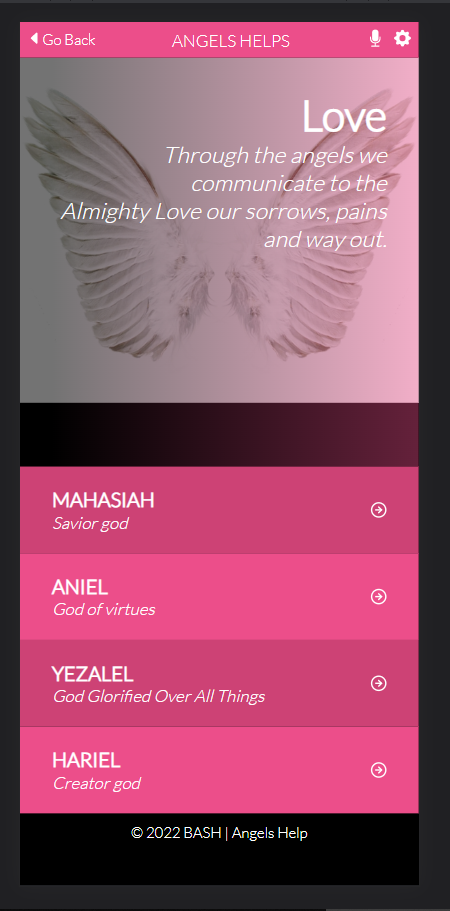 Go Back
ANGELS HELPS
Love
Through the angels we
communicate to the
Almighty Love our sorrows, pains
and way out.
MAHASIAH
Savior god
ANIEL
God of virtues
YEZALEL
God Glorified Over All Things
HARIEL
Creator god
© 2022 BASH | Angels Help